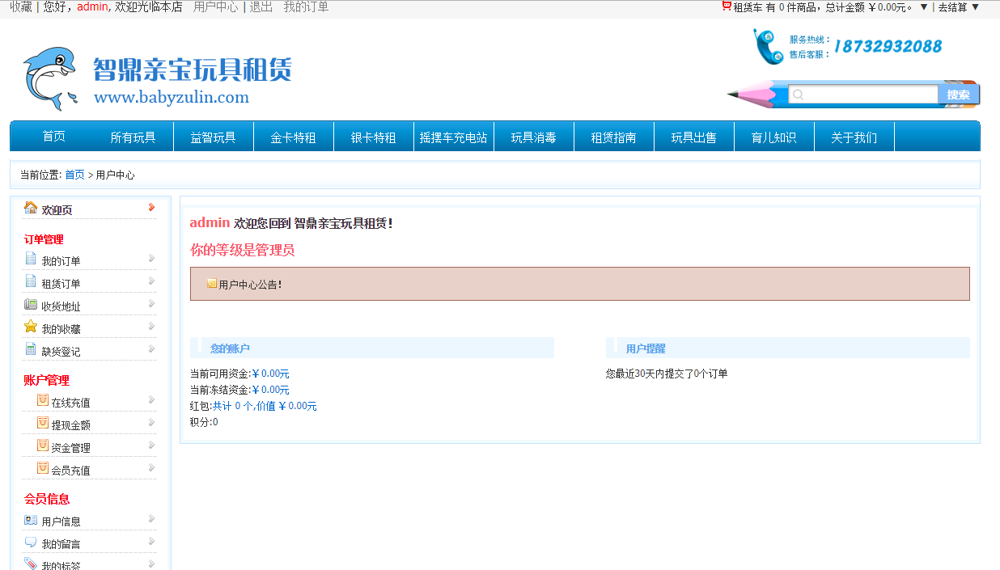 收藏 | 您好，admin, 欢迎光临本店 用户中心 | 退出 我的订单
租赁车 有 0 件商品，总计金额 ￥0.00元。 ▼ | 去结算 ▼
服务热线：
售后客服：
18732932088
智鼎亲宝玩具租赁
www.babyzulin.com
搜索
首页 所有玩具 益智玩具 金卡特租 银卡特租 摇摆车充电站 玩具消毒 租赁指南 玩具出售 育儿知识 关于我们
当前位置: 首页 > 用户中心
欢迎页
订单管理
我的订单
租赁订单
收货地址
我的收藏
缺货登记
账户管理
在线充值
提现金额
资金管理
会员充值
会员信息
用户信息
我的留言
我的标签
admin 欢迎您回到 智鼎亲宝玩具租赁！
你的等级是管理员
用户中心公告！
您的账户
当前可用资金:￥0.00元
当前冻结资金:￥0.00元
红包:共计 0 个,价值 ￥0.00元
积分:0
用户提醒
您最近30天内提交了0个订单